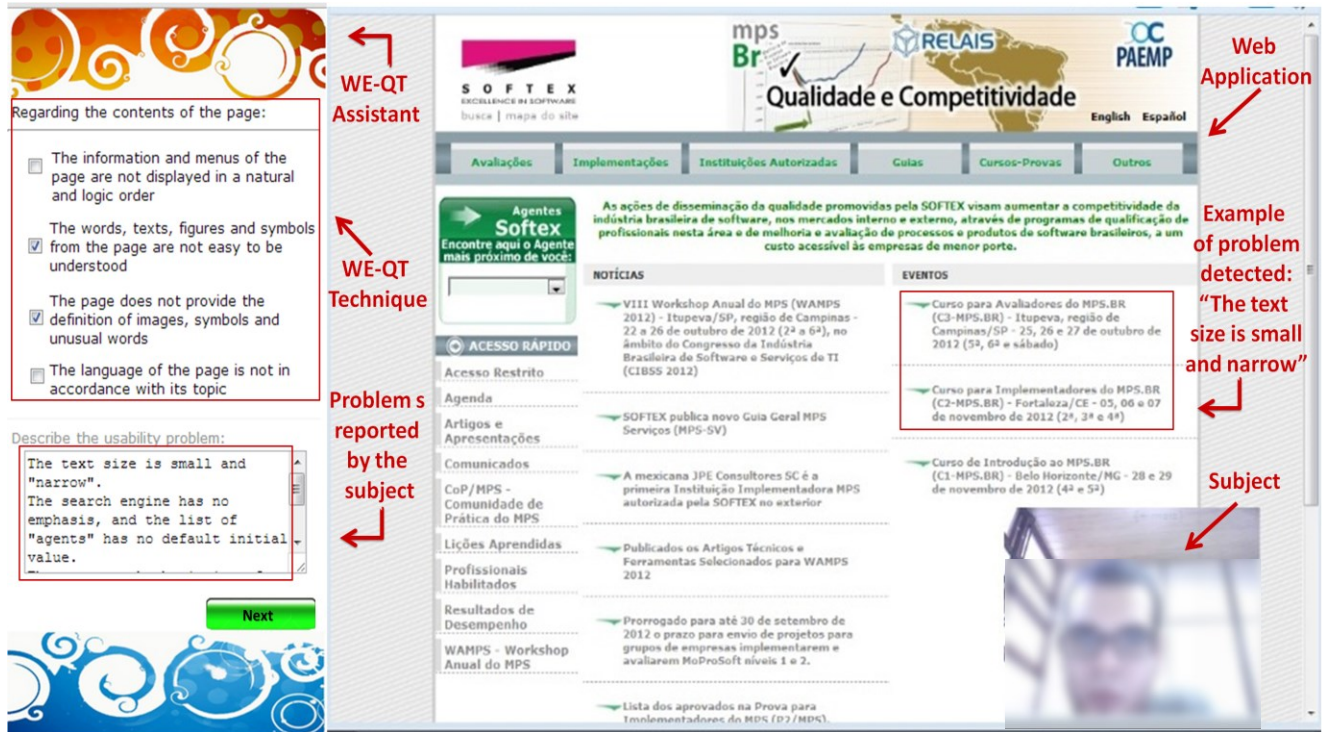 Regarding the contents of the page:
The information and menus of the
page are not displayed in a natural
and logic order
The words, texts, figures and symbols
from the page are not easy to be
understood
The page does not provide the
definition of images, symbols and
unusual words
The language of the page is not in
accordance with its topic
Describe the usability problem:
The text size is small and
"narrow".
The search engine has no
emphasis, and the list of
"agents" has no default initial
value.
Next
WE-QT
Assistant
WE-QT
Technique
Problem s
reported
by the
subject
SOFTEX
EXCELLENCE IN SOFTWARE
busca | mapa do site
mps
Br
RELAIS
PAEMP
Qualidade e Competitividade
English Español
Avaliações Implementações Instituições Autorizadas Guias Cursos-Provas Outros
Agentes
Softex
Encontre aqui o Agente
mais próximo de você:
ACESSO RÁPIDO
Acesso Restrito
Agenda
Artigos e
Apresentações
Comunicados
CoP/MPS -
Comunidade de
Prática do MPS
Lições Aprendidas
Profissionais
Habilitados
Resultados de
Desempenho
WAMPS - Workshop
Anual do MPS
As ações de disseminação da qualidade promovidas pela SOFTEX visam aumentar a competitividade da
indústria brasileira de software, nos mercados interno e externo, através de programas de qualificação de
profissionais nesta área e de melhoria e avaliação de processos e produtos de software brasileiros, a um
custo acessível às empresas de menor porte.
NOTÍCIAS
VIII Workshop Anual do MPS (WAMPS
2012) - Itupeva/SP, região de Campinas -
22 a 26 de outubro de 2012 (2ª a 6ª), no
âmbito do Congresso da Indústria
Brasileira de Software e Serviços de TI
(CIBSS 2012)
SOFTEX publica novo Guia Geral MPS
Serviços (MPS-SV)
A mexicana JPE Consultores SC é a
primeira Instituição Implementadora MPS
autorizada pela SOFTEX no exterior
Publicados os Artigos Técnicos e
Ferramentas Selecionados para WAMPS
2012
Prorrogado para até 30 de setembro de
2012 o prazo para envio de projetos para
grupos de empresas implementarem e
avaliarem MoProSoft níveis 1 e 2.
Lista dos aprovados na Prova para
Implementadores do MPS (P2/MPS),
EVENTOS
Curso para Avaliadores do MPS.BR
(C3-MPS.BR) - Itupeva, região de
Campinas/SP - 25, 26 e 27 de outubro de
2012 (5ª, 6ª e sábado)
Curso para Implementadores do MPS.BR
(C2-MPS.BR) - Fortaleza/CE - 05, 06 e 07
de novembro de 2012 (2ª, 3ª e 4ª)
Curso de Introdução ao MPS.BR
(C1-MPS.BR) - Belo Horizonte/MG - 28 e 29
de novembro de 2012 (4ª e 5ª)
Web
Application
Example
of problem
detected:
"The text
size is small
and narrow"
Subject